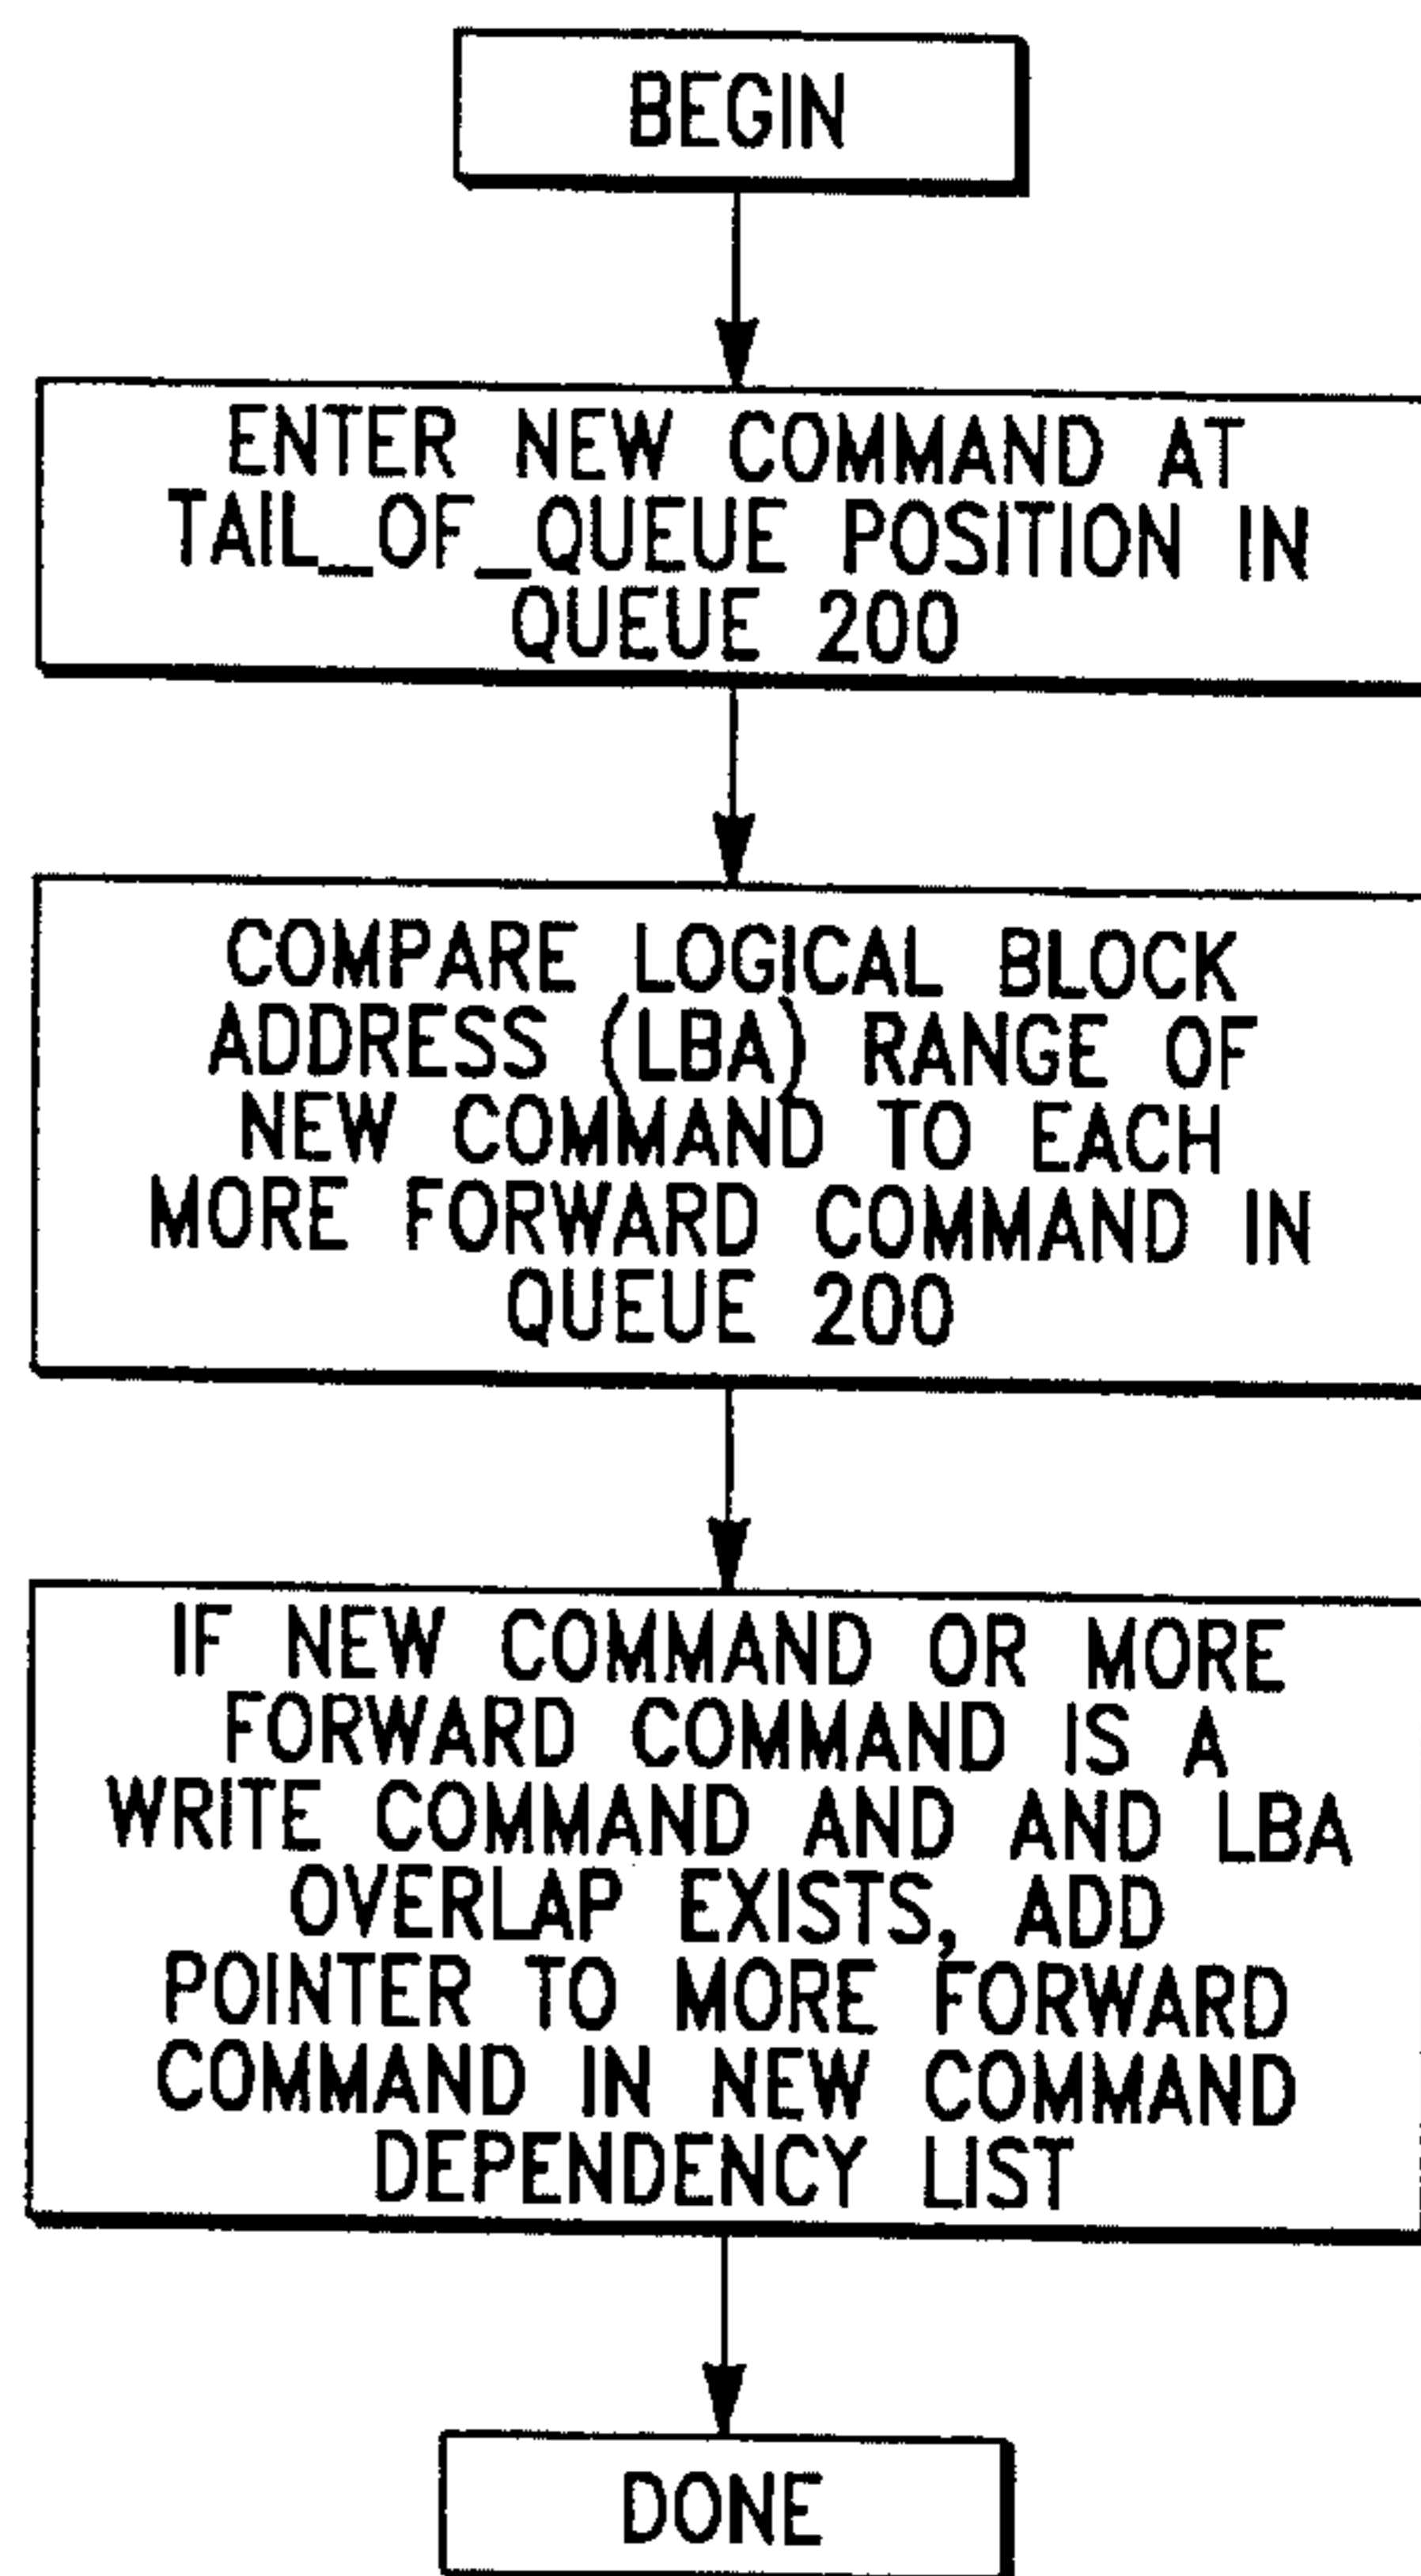 BEGIN
ENTER NEW COMMAND AT
TAIL_OF_QUEUE POSITION IN
QUEUE 200
COMPARE LOGICAL BLOCK
ADDRESS (LBA) RANGE OF
NEW COMMAND TO EACH
MORE FORWARD COMMAND IN
QUEUE 200
IF NEW COMMAND OR MORE
FORWARD COMMAND IS A
WRITE COMMAND AND AND LBA
OVERLAP EXISTS, ADD
POINTER TO MORE FORWARD
COMMAND IN NEW COMMAND
DEPENDENCY LIST
DONE